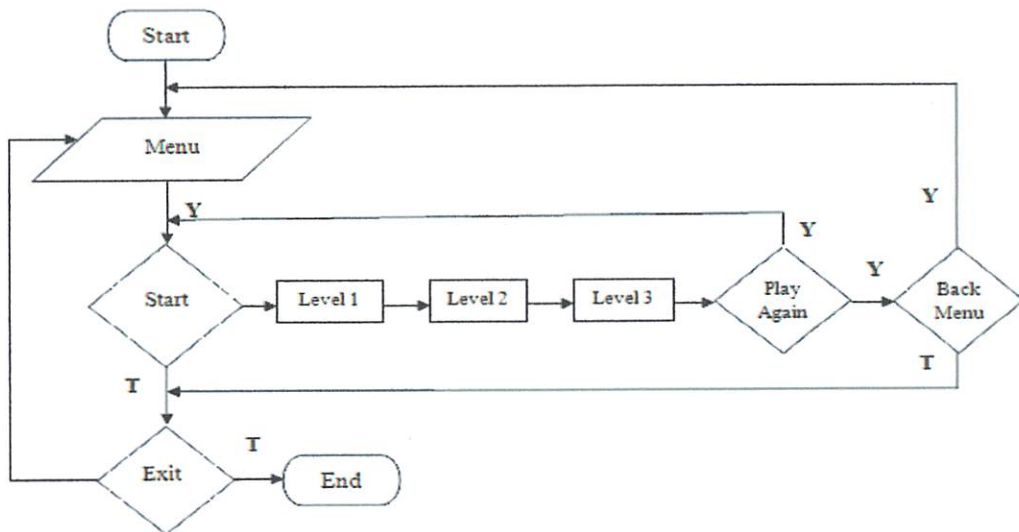 Start
Menu
Y
Y
Y
Y
Start
Level 1
Level 2
Level 3
Play
Again
Back
Menu
T
T
Exit
T
End